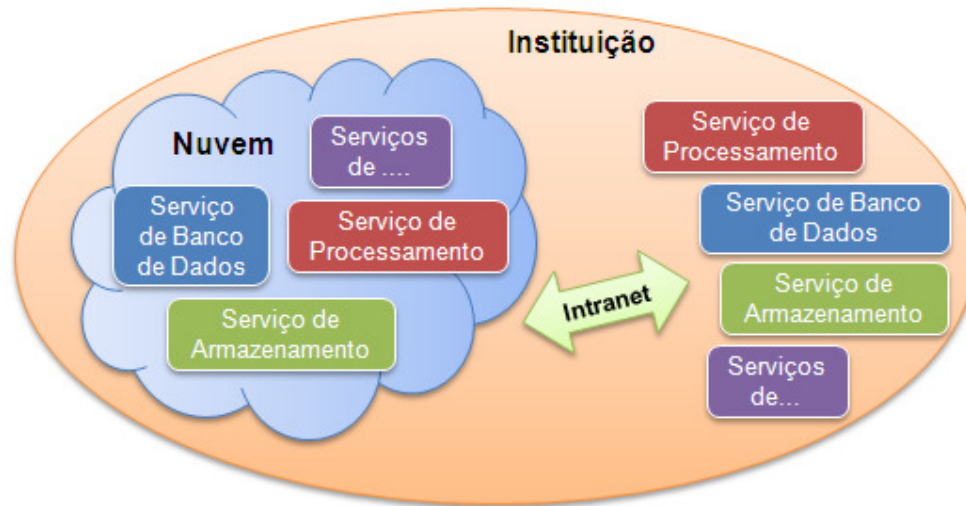 Instituição
Nuvem
Serviços
de ....
Serviço
de Banco
de Dados
Serviço de
Processamento
Serviço de
Armazenamento
Intranet
Serviço de
Processamento
Serviço de Banco
de Dados
Serviço de
Armazenamento
Serviços
de...